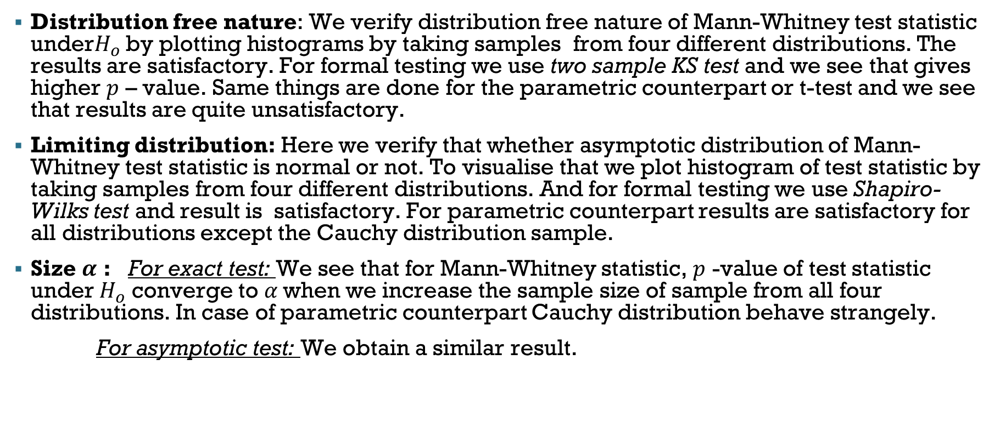 ▪ Distribution free nature: We verify distribution free nature of Mann-Whitney test statistic
under𝐻ₒ by plotting histograms by taking samples  from four different distributions. The
results are satisfactory. For formal testing we use two sample KS test and we see that gives
higher 𝑝 – value. Same things are done for the parametric counterpart or t-test and we see
that results are quite unsatisfactory.
▪ Limiting distribution: Here we verify that whether asymptotic distribution of Mann-
Whitney test statistic is normal or not. To visualise that we plot histogram of test statistic by
taking samples from four different distributions. And for formal testing we use Shapiro-
Wilks test and result is  satisfactory. For parametric counterpart results are satisfactory for
all distributions except the Cauchy distribution sample.
▪ Size 𝛼 :   For exact test: We see that for Mann-Whitney statistic, 𝑝 -value of test statistic
under 𝐻ₒ converge to 𝛼 when we increase the sample size of sample from all four
distributions. In case of parametric counterpart Cauchy distribution behave strangely.
For asymptotic test: We obtain a similar result.